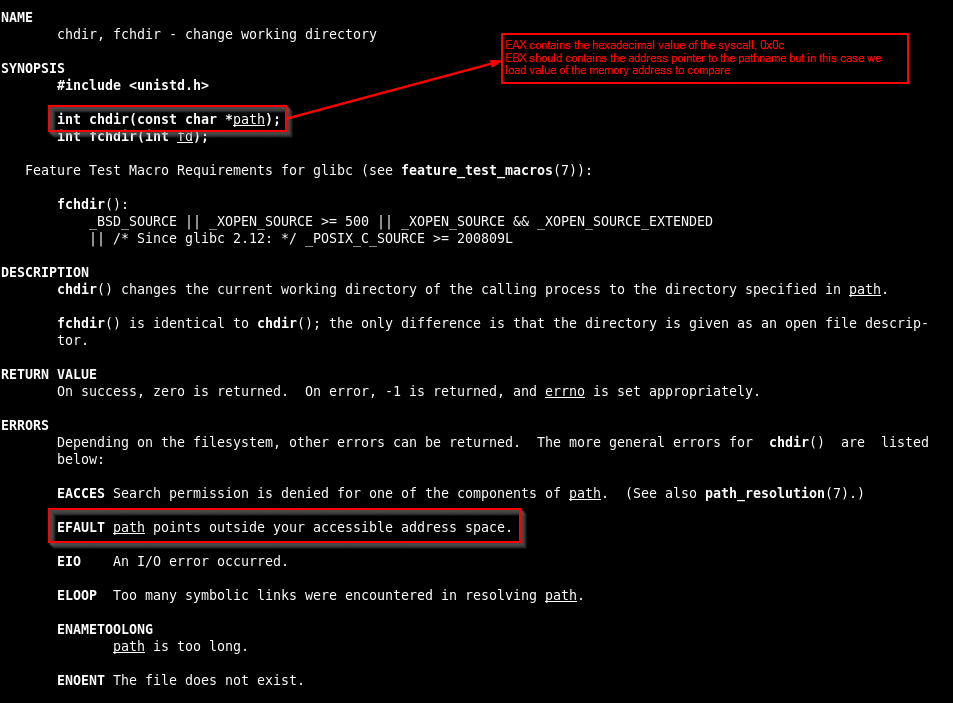 NAME
chdir, fchdir - change working directory
EAX contains the hexadecimal value of the syscall, 0x0c
EBX should contains the address pointer to the pathname but in this case we
load value of the memory address to compare
SYNOPSIS
#include <unistd.h>
int chdir(const char *path);
int fchdir(int fd);
Feature Test Macro Requirements for glibc (see feature_test_macros(7)):
fchdir():
_BSD_SOURCE || _XOPEN_SOURCE >= 500 || _XOPEN_SOURCE && _XOPEN_SOURCE_EXTENDED
|| /* Since glibc 2.12: */ _POSIX_C_SOURCE >= 200809L
DESCRIPTION
chdir() changes the current working directory of the calling process to the directory specified in path.
fchdir() is identical to chdir(); the only difference is that the directory is given as an open file descrip-
tor.
RETURN VALUE
On success, zero is returned.  On error, -1 is returned, and errno is set appropriately.
ERRORS
Depending on the filesystem, other errors can be returned.  The more general errors for  chdir()  are  listed
below:
EACCES Search permission is denied for one of the components of path.  (See also path_resolution(7).)
EFAULT path points outside your accessible address space.
EIO    An I/O error occurred.
ELOOP  Too many symbolic links were encountered in resolving path.
ENAMETOOLONG
path is too long.
ENOENT The file does not exist.